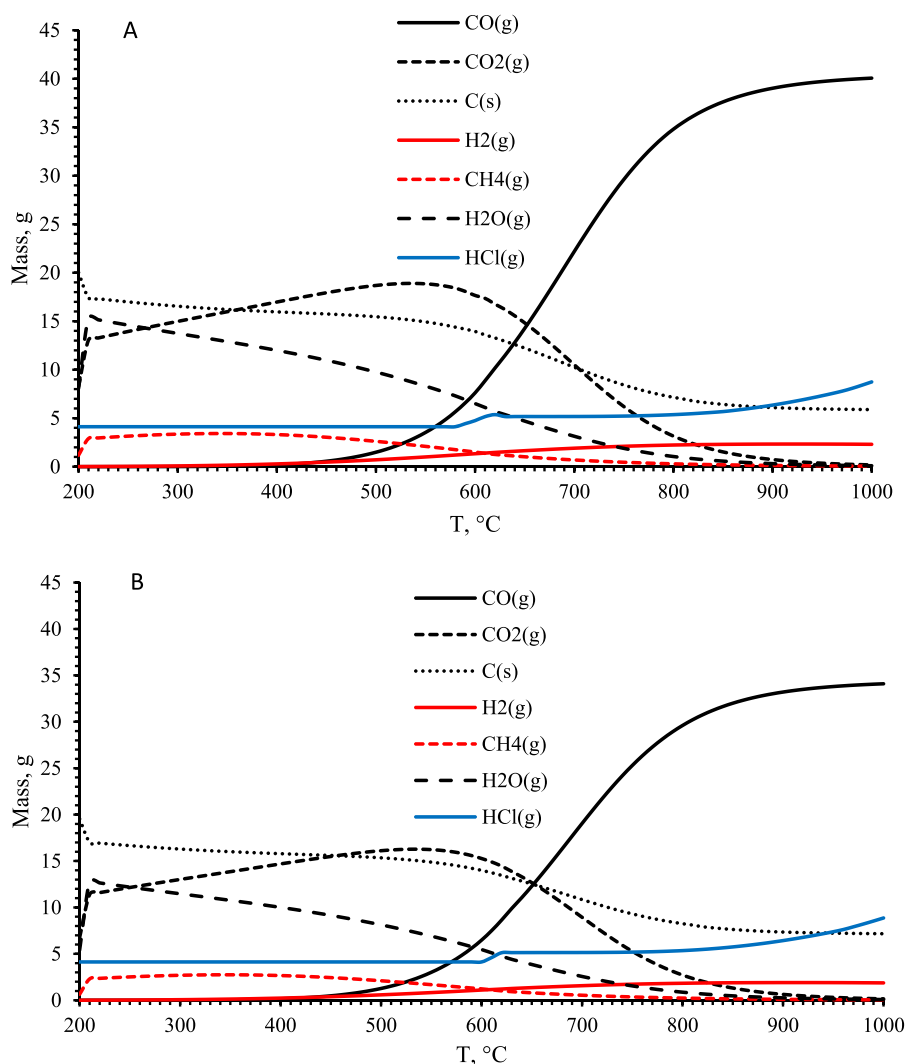 A
CO(g)
CO2(g)
C(s)
H2(g)
CH4(g)
H2O(g)
HCl(g)
Mass, g
45
40
35
30
25
20
15
10
5
0
200 300 400 500 600 700 800 900 1000
T, °C
B
CO(g)
CO2(g)
C(s)
H2(g)
CH4(g)
H2O(g)
HCl(g)
Mass, g
45
40
35
30
25
20
15
10
5
0
200 300 400 500 600 700 800 900 1000
T, °C